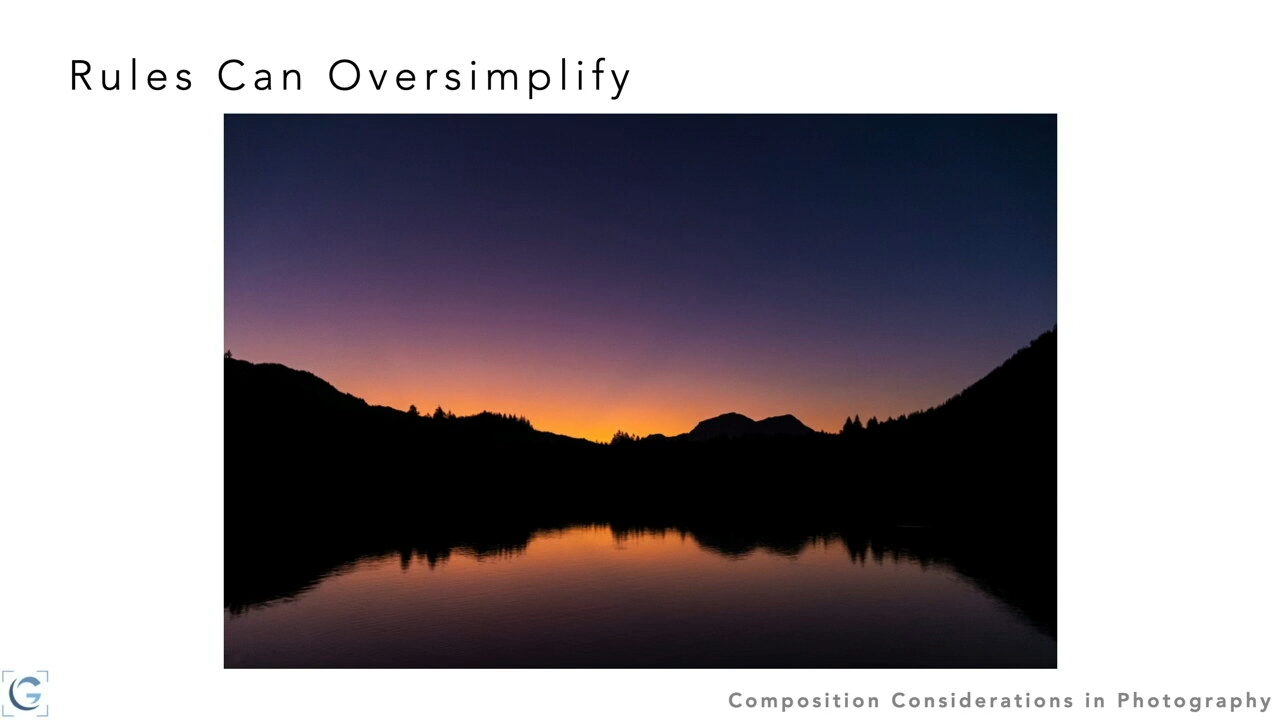 Rules Can Oversimplify
G
Composition Considerations in Photography